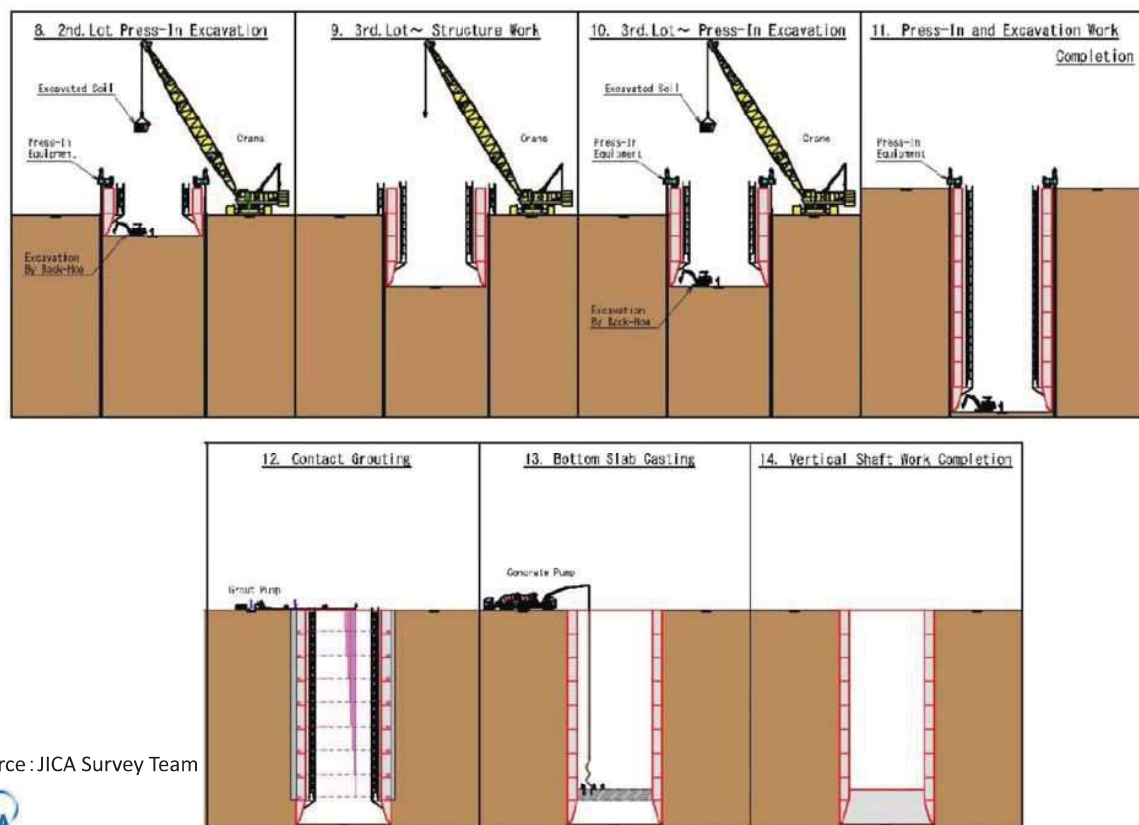 8. 2nd. Lot Press-In Excavation
Excavated Soil
Press-In
Equipment
Crane
Excavation
By Back-Hoe
9. 3rd. Lot~ Structure Work
Crane
10. 3rd. Lot~ Press-In Excavation
Excavated Soil
Press-In
Equipment
Crane
Excavation
By Back-Hoe
11. Press-In and Excavation Work
Completion
Press-In
Equipment
12. Contact Grouting
Grout Pump
13. Bottom Slab Casting
Concrete Pump
14. Vertical Shaft Work Completion
rce : JICA Survey Team